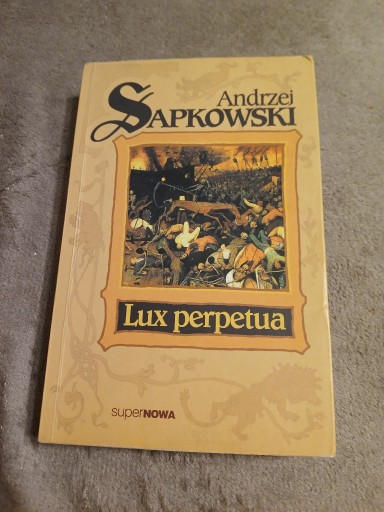 Andrzej
SAPKOWSKI
Lux perpetua
superNOWA